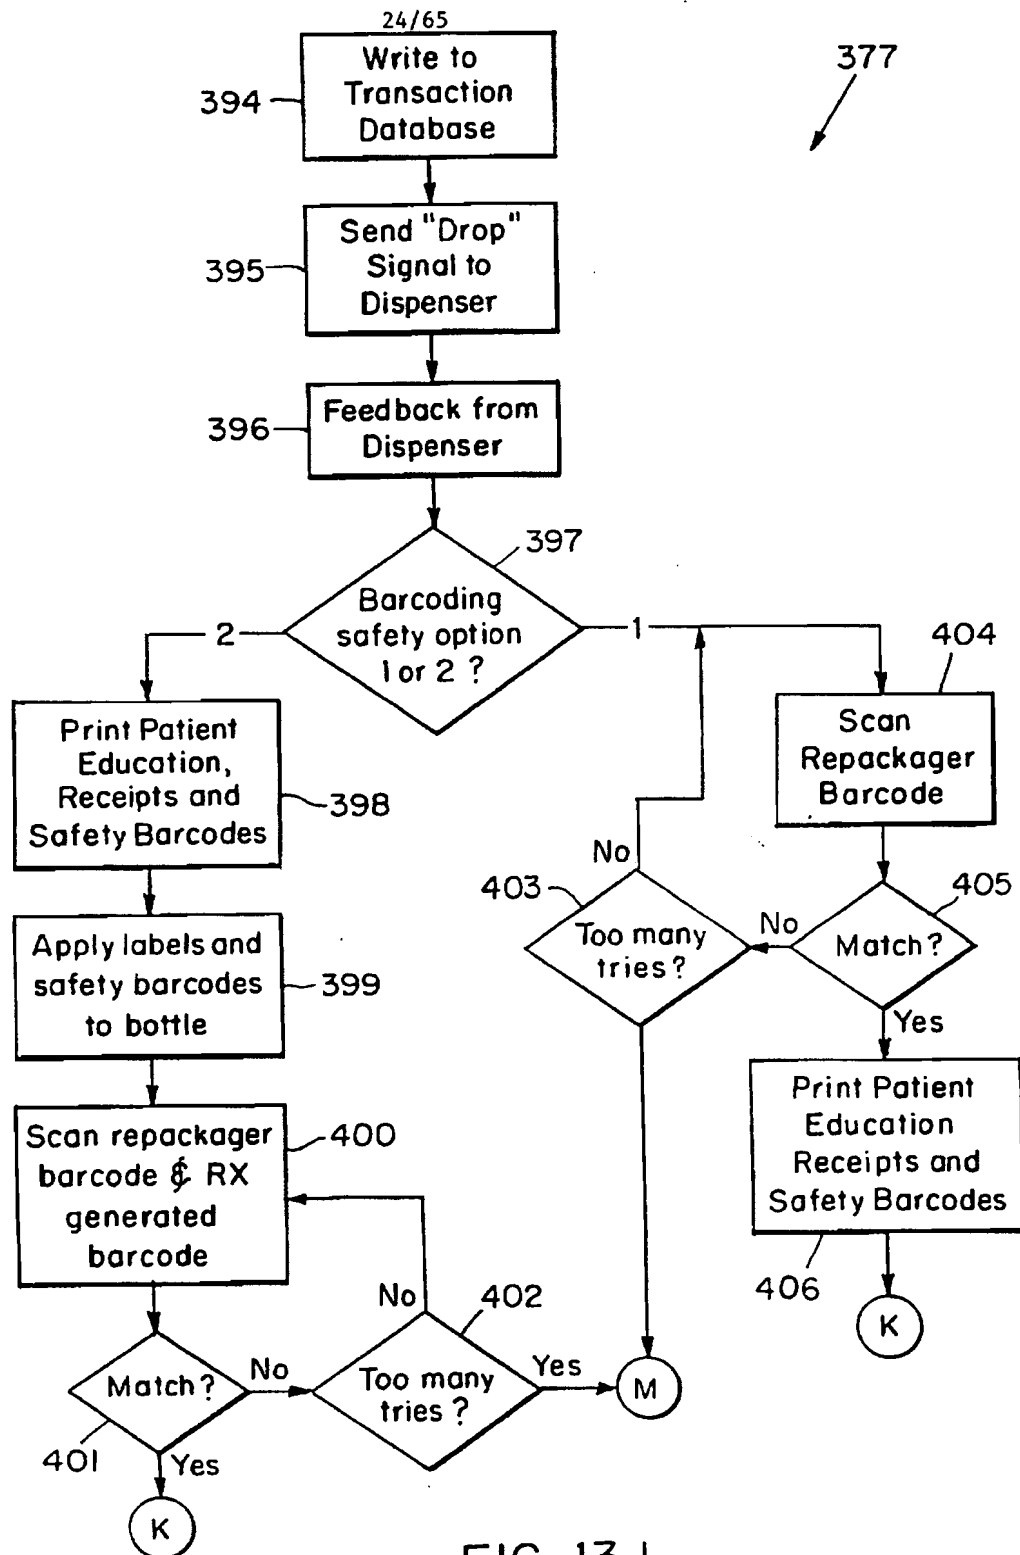 24/65
377
394
Write to
Transaction
Database
395
Send "Drop"
Signal to
Dispenser
396
Feedback from
Dispenser
397
Barcoding
safety option
1 or 2 ?
2
1
398
Print Patient
Education,
Receipts and
Safety Barcodes
399
Apply labels and
safety barcodes
to bottle
400
Scan repackager
barcode & RX
generated
barcode
401
Match?
No
Yes
K
402
Too many
tries?
No
Yes
M
403
Too many
tries?
No
404
Scan
Repackager
Barcode
405
Match?
No
Yes
Print Patient
Education
Receipts and
Safety Barcodes
406
K